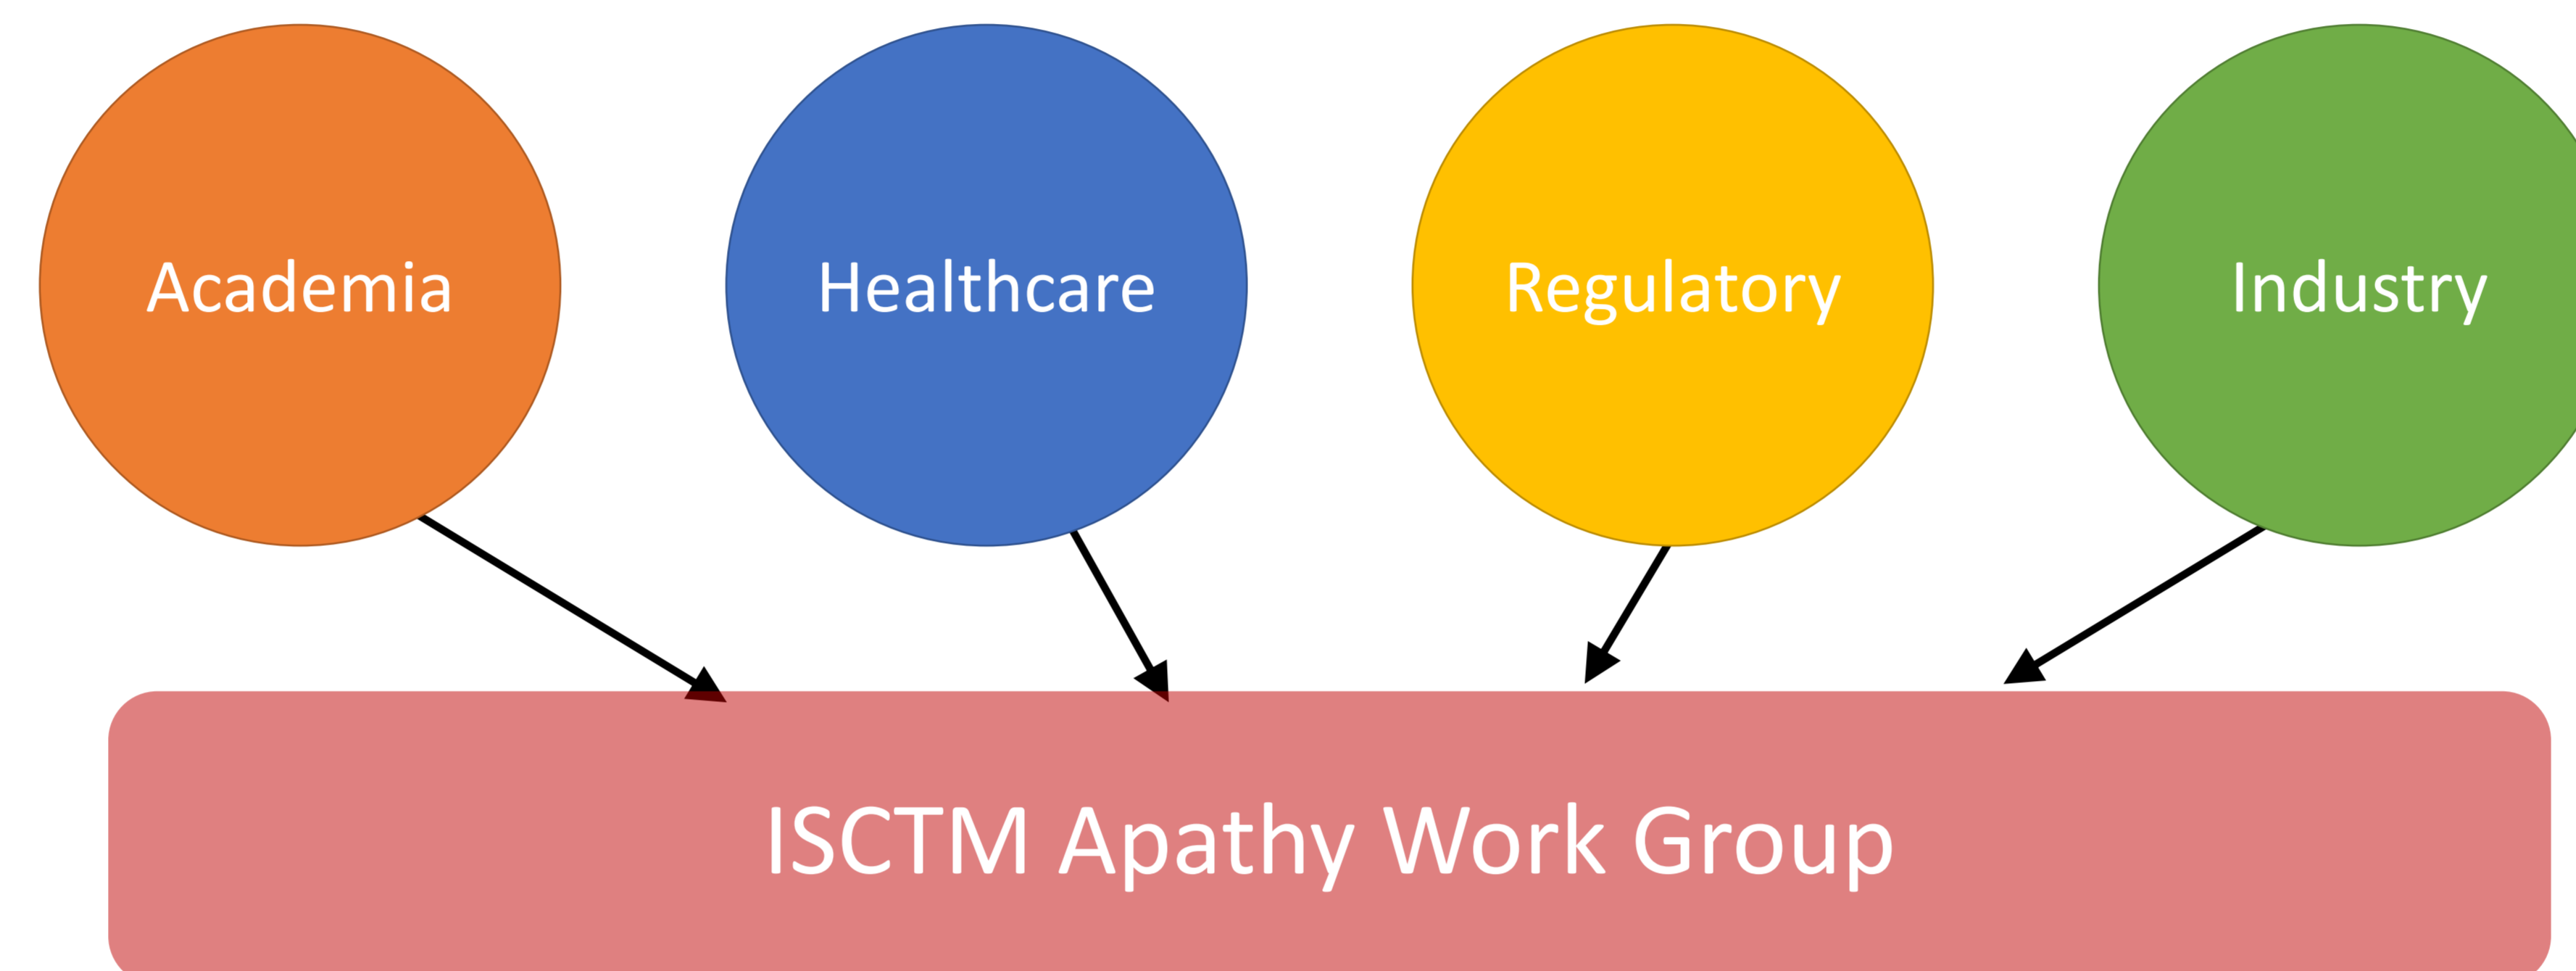 Academia
Healthcare
Regulatory
Industry
ISCTM Apathy Work Group